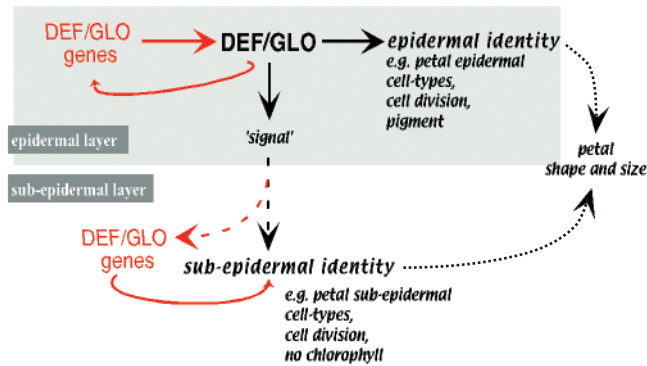 DEF/GLO
genes
DEF/GLO
epidermal identity
e.g. petal epidermal
cell-types,
cell division,
pigment
'signal'
epidermal layer
petal
shape and size
sub-epidermal layer
DEF/GLO
genes
sub-epidermal identity
e.g. petal sub-epidermal
cell-types,
cell division,
no chlorophyll